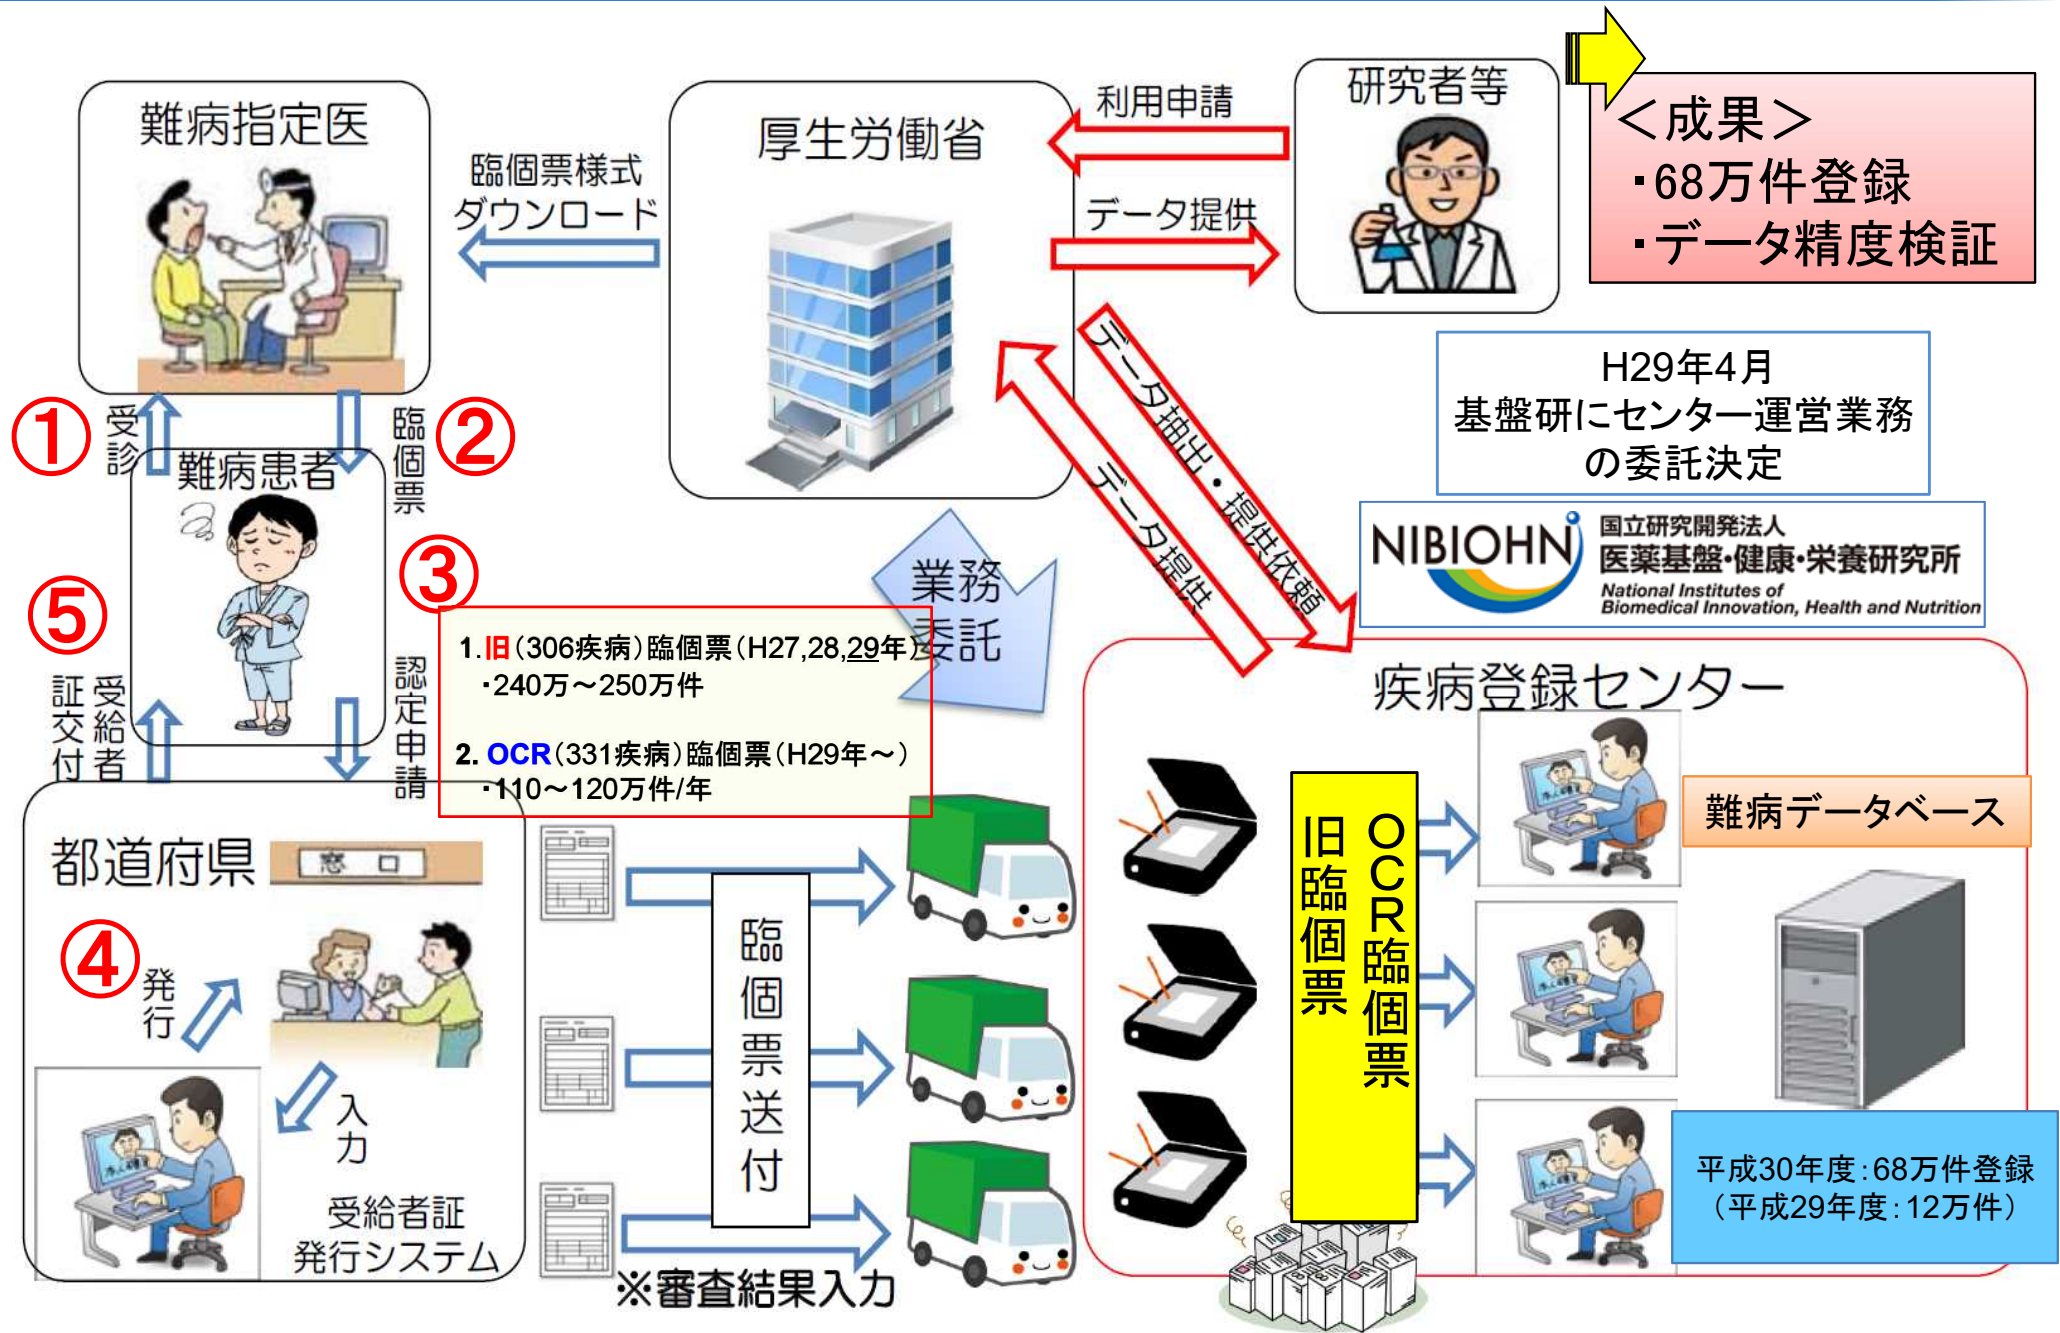 難病指定医
臨個票様式
ダウンロード
厚生労働省
利用申請
データ提供
研究者等
＜成果＞
・68万件登録
・データ精度検証
H29年4月
基盤研にセンター運営業務
の委託決定
NIBIOHN
国立研究開発法人
医薬基盤・健康・栄養研究所
National Institutes of
Biomedical Innovation, Health and Nutrition
データ抽出・提供依頼
データ提供
業務
委託
①
受診
②
臨個票
難病患者
③
認定申請
⑤
受給者
証交付
1.旧（306疾病）臨個票（H27,28,29年）
・240万～250万件
2. OCR（331疾病）臨個票（H29年～）
・110～120万件/年
都道府県
窓 口
④
発行
入力
受給者証
発行システム
臨個票送付
※審査結果入力
疾病登録センター
OCR臨個票
旧臨個票
難病データベース
平成30年度：68万件登録
（平成29年度：12万件）